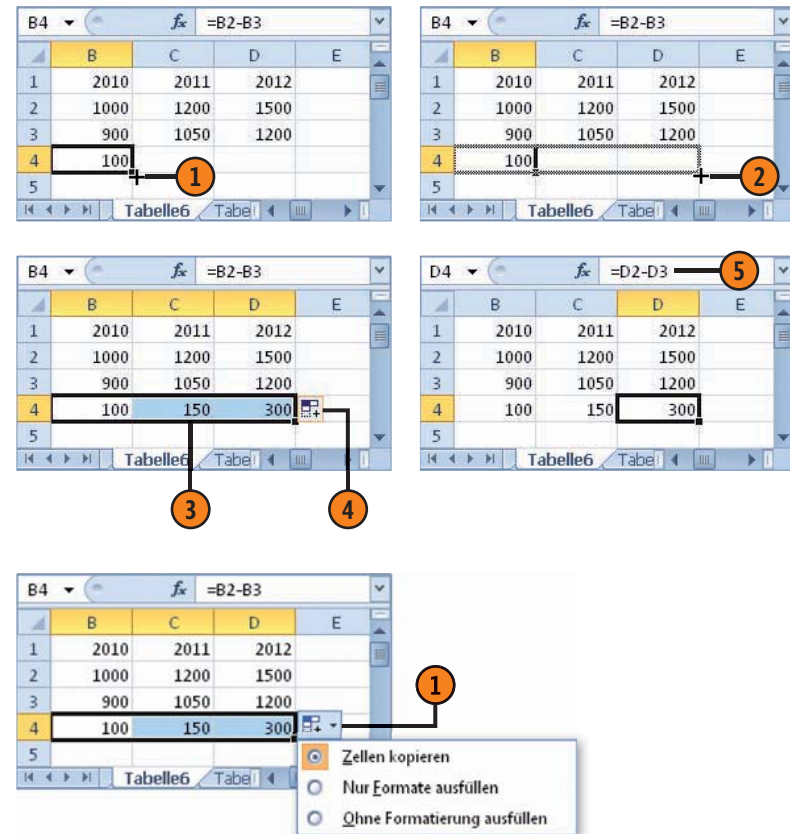 B4 fx =B2-B3
B C D E
1 2010 2011 2012
2 1000 1200 1500
3 900 1050 1200
4 100
5
1
Tabelle6 Tabel
B4 fx =B2-B3
B C D E
1 2010 2011 2012
2 1000 1200 1500
3 900 1050 1200
4 100
5
2
Tabelle6 Tabel
B4 fx =B2-B3
B C D E
1 2010 2011 2012
2 1000 1200 1500
3 900 1050 1200
4 100 150 300
5
Tabelle6 Tabel
3 4
D4 fx =D2-D3 5
B C D E
1 2010 2011 2012
2 1000 1200 1500
3 900 1050 1200
4 100 150 300
5
Tabelle6 Tabel
B4 fx =B2-B3
B C D E
1 2010 2011 2012
2 1000 1200 1500
3 900 1050 1200
1
4 100 150 300
5
Tabelle6 Tabel
Zellen kopieren
Nur Formate ausfüllen
Ohne Formatierung ausfüllen